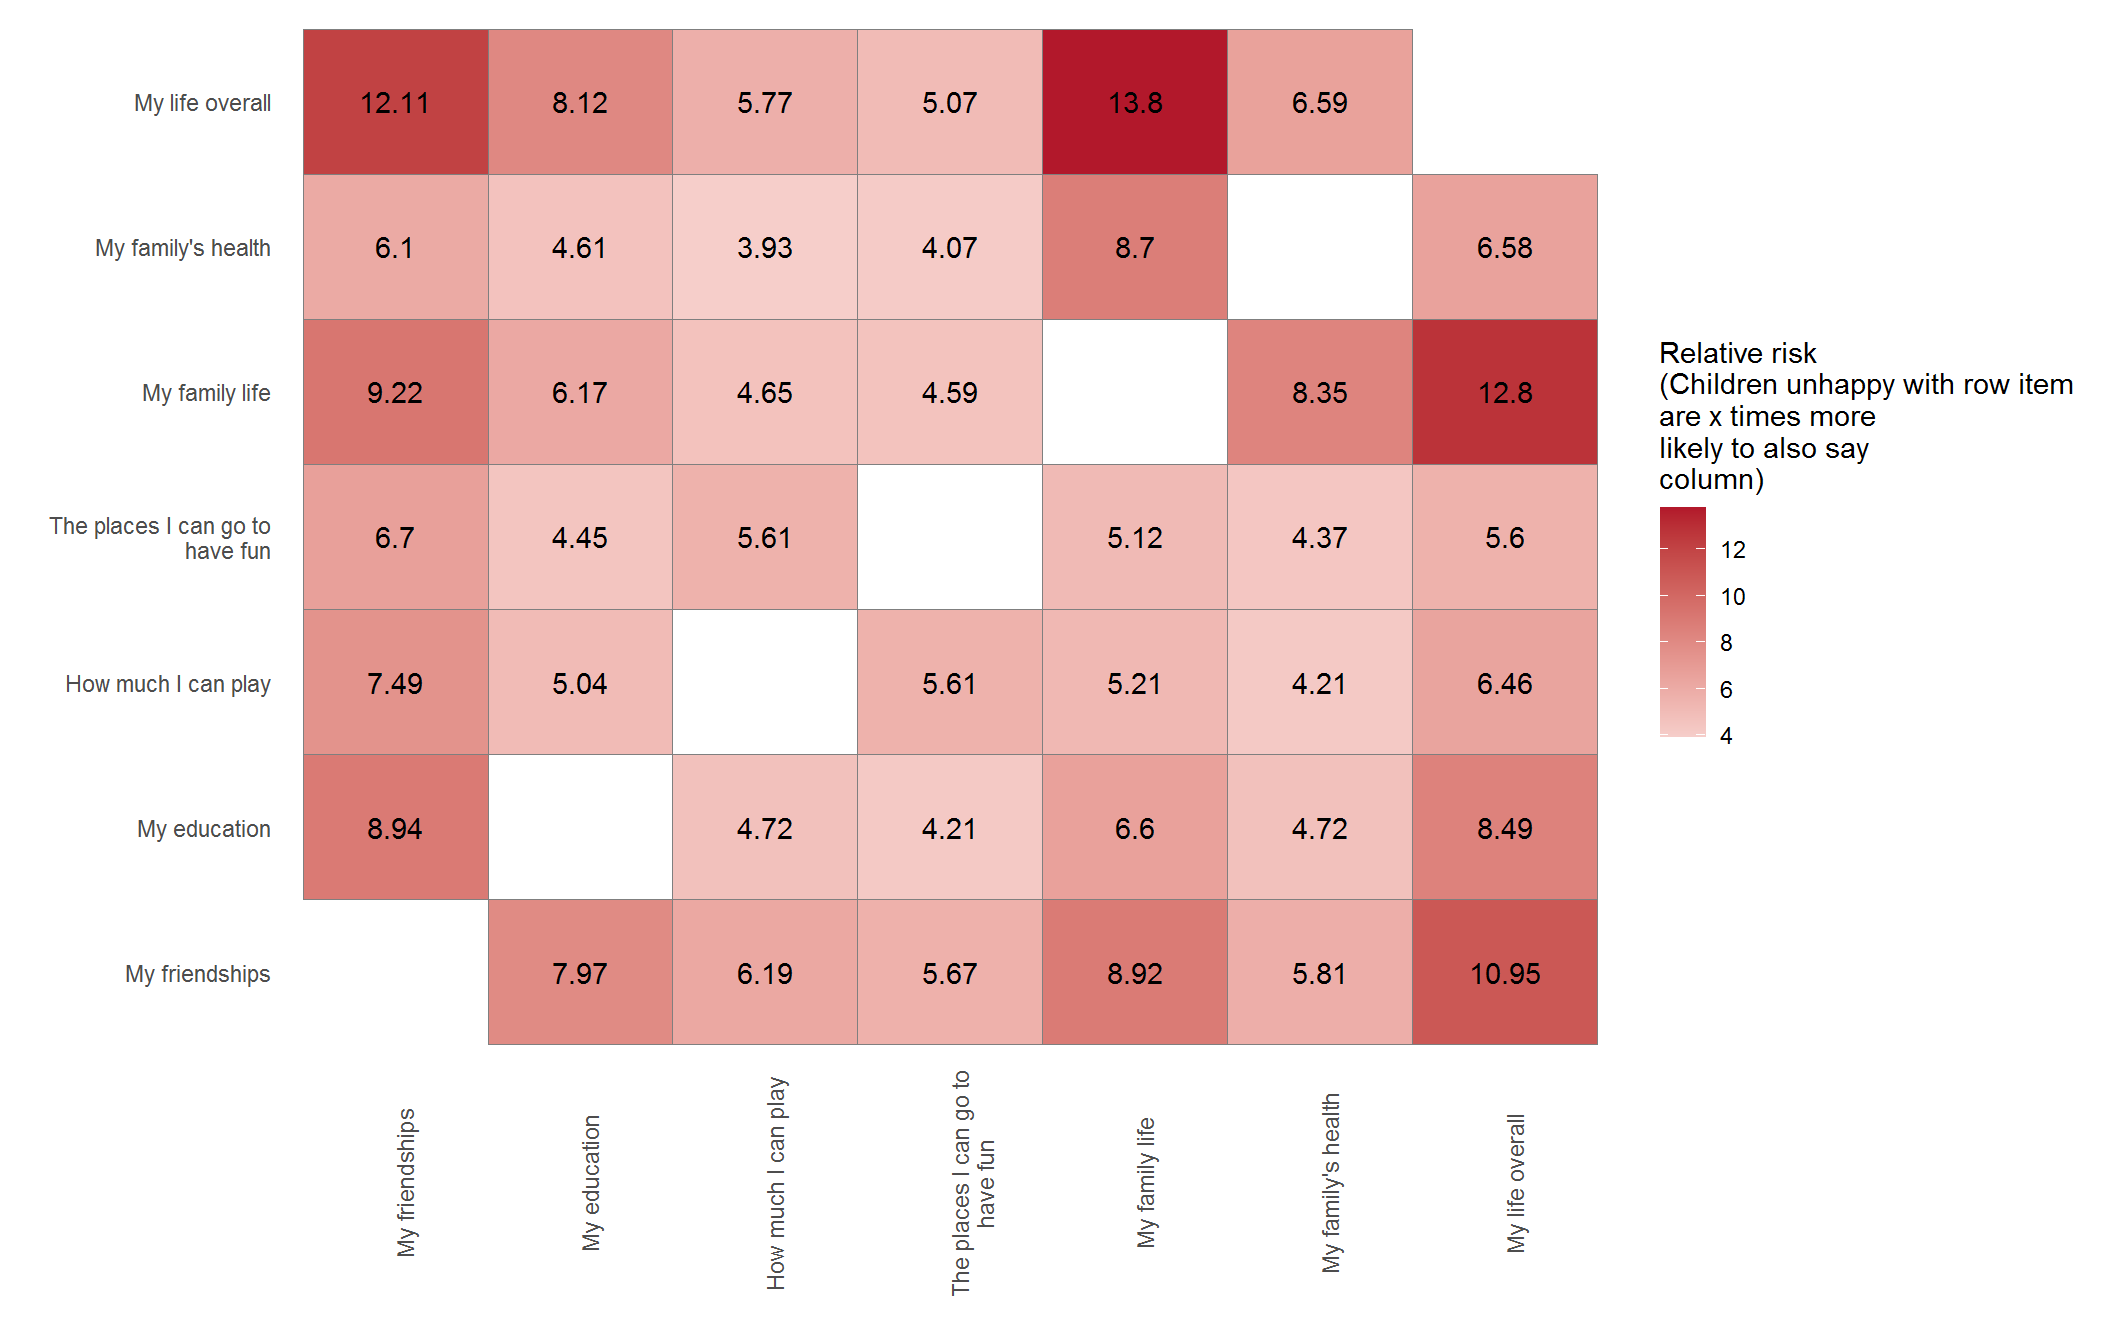 My life overall
12.11 8.12 5.77 5.07 13.8 6.59
My family's health
6.1 4.61 3.93 4.07 8.7 6.58
My family life
9.22 6.17 4.65 4.59 8.35 12.8
The places I can go to
have fun
6.7 4.45 5.61 5.12 4.37 5.6
How much I can play
7.49 5.04 5.61 5.21 4.21 6.46
My education
8.94 4.72 4.21 6.6 4.72 8.49
My friendships
7.97 6.19 5.67 8.92 5.81 10.95
My friendships
My education
How much I can play
The places I can go to
have fun
My family life
My family's health
My life overall
Relative risk
(Children unhappy with row item
are x times more
likely to also say
column)
12
10
8
6
4